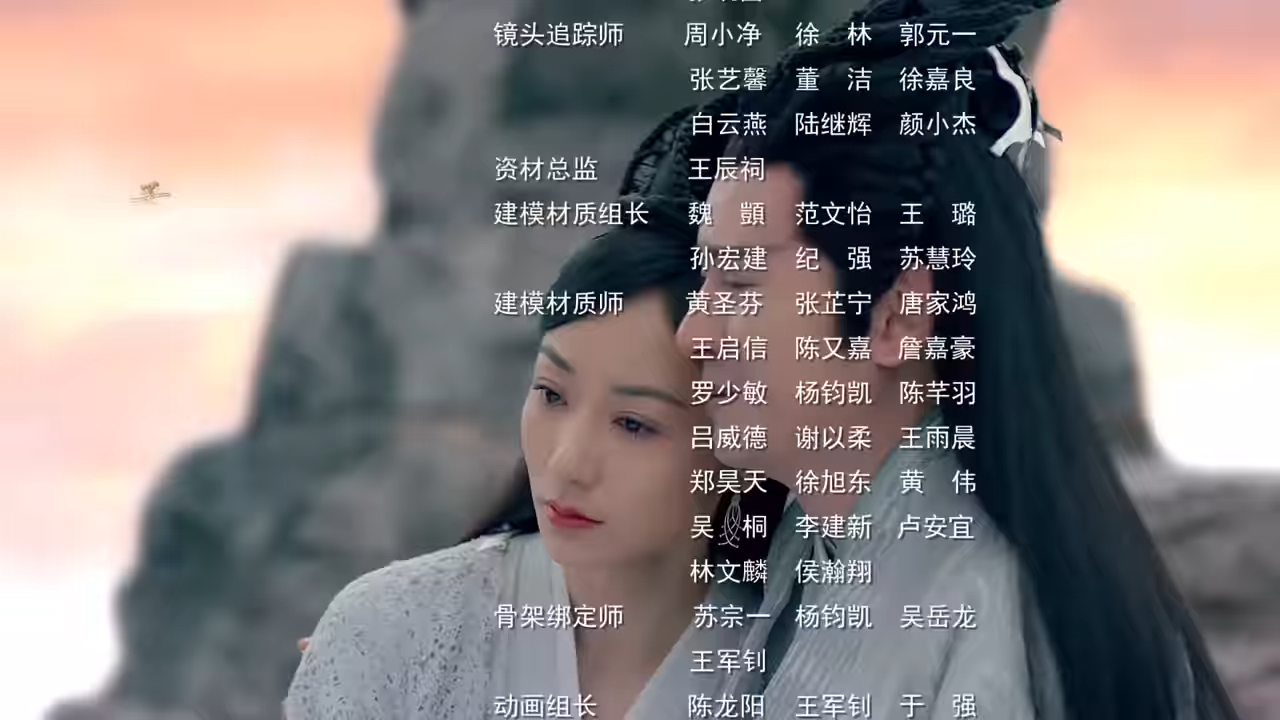 镜头追踪师 周小净 徐 林 郭元一
张艺馨 董 洁 徐嘉良
白云燕 陆继辉 颜小杰
资材总监 王辰祠
建模材质组长 魏 顗 范文怡 王 璐
孙宏建 纪 强 苏慧玲
建模材质师 黄圣芬 张芷宁 唐家鸿
王启信 陈又嘉 詹嘉豪
罗少敏 杨钧凯 陈芊羽
吕威德 谢以柔 王雨晨
郑昊天 徐旭东 黄 伟
吴 桐 李建新 卢安宜
林文麟 侯瀚翔
骨架绑定师 苏宗一 杨钧凯 吴岳龙
王军钊
动画组长 陈龙阳 王军钊 于 强